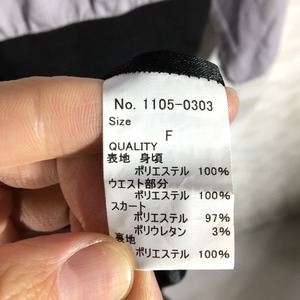 No. 1105-0303
Size
F
QUALITY
表地 身頃
ポリエステル 100%
ウエスト部分
ポリエステル 100%
スカート
ポリエステル 97%
ポリウレタン 3%
裏地
ポリエステル 100%